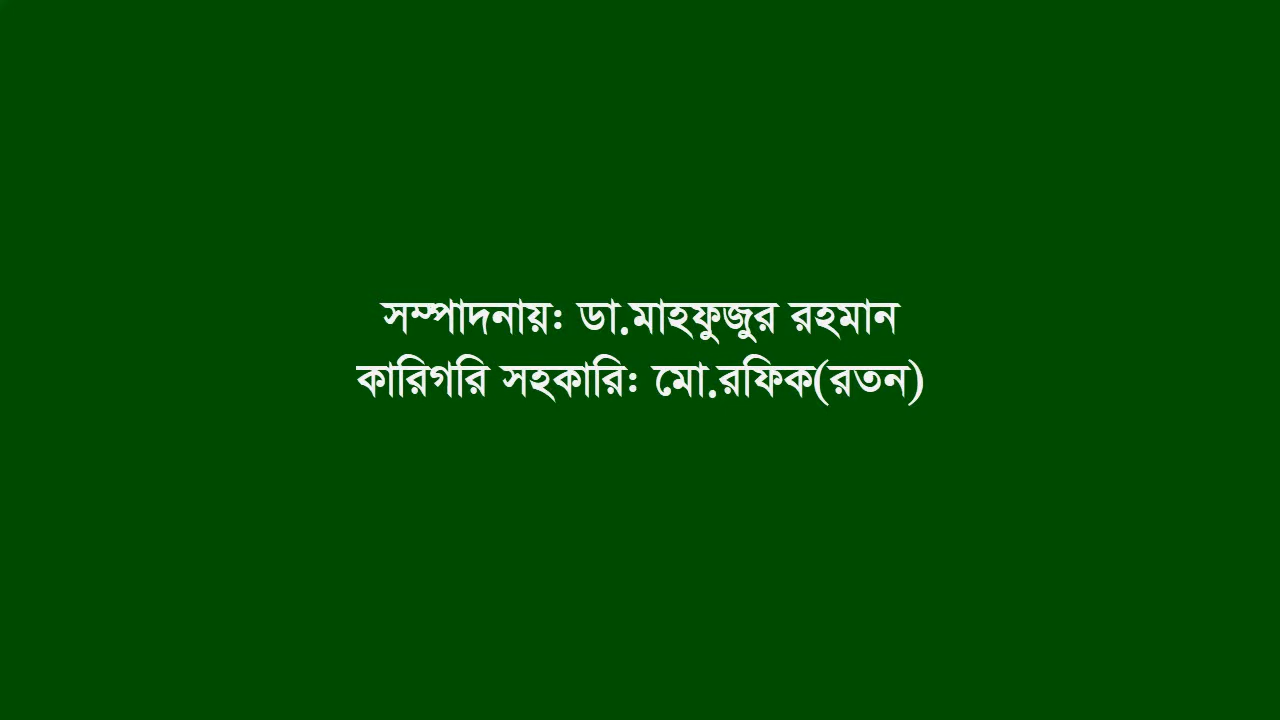 সম্পাদনায়: ডা.মাহফুজুর রহমান
কারিগরি সহকারি: মো.রফিক(রতন)